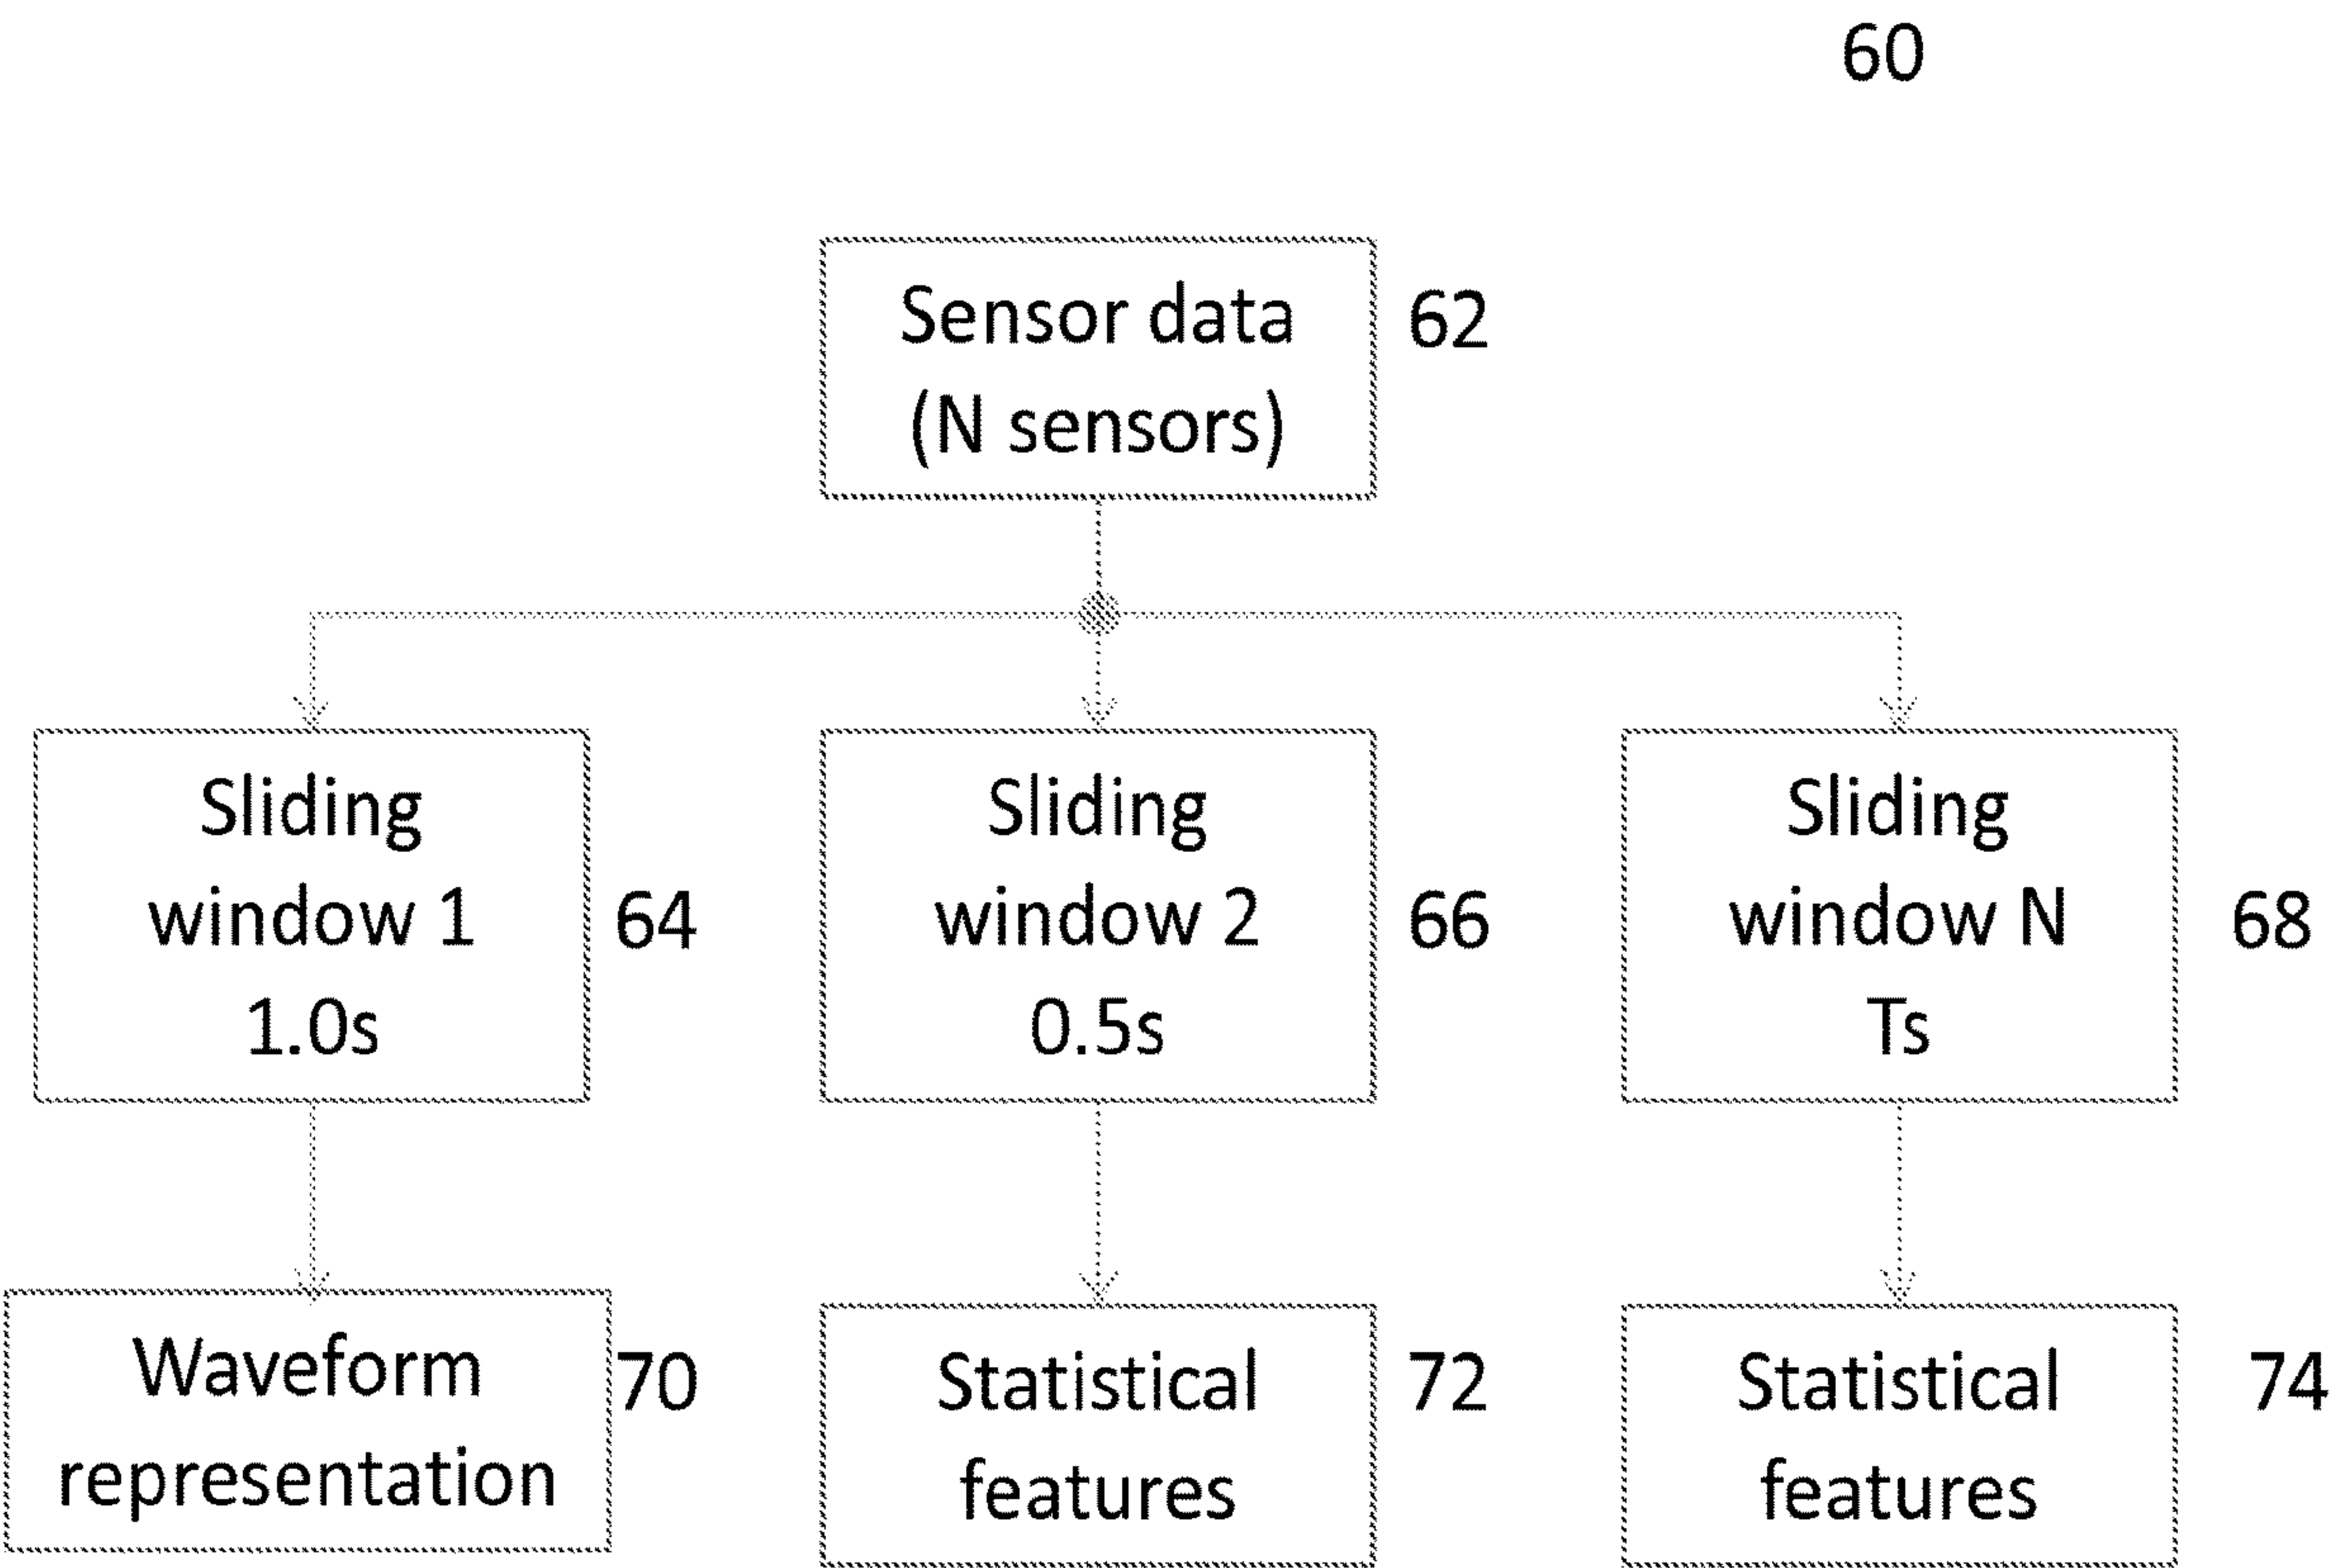 60
Sensor data
(N sensors)
62
Sliding
window 1
1.0s
64
Sliding
window 2
0.5s
66
Sliding
window N
Ts
68
Waveform
representation
70
Statistical
features
72
Statistical
features
74